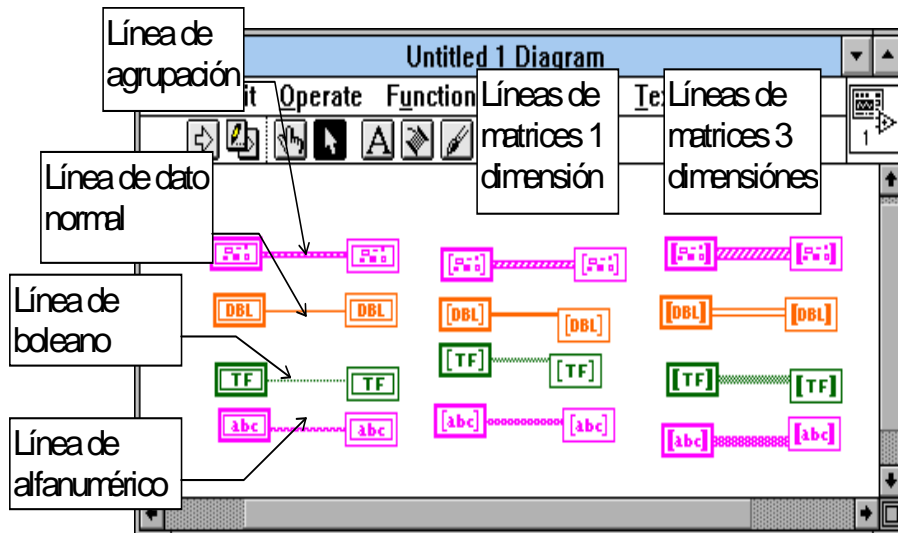 Línea de
agrupación
Untitled 1 Diagram
it Operate Function
Líneas de
matrices 1
dimensión
Te
Líneas de
matrices 3
dimensiónes
1
A
Línea de dato
normal
DBL DBL [DBL] [DBL] [DBL] [DBL]
Línea de
boleano
TF TF [TF] [TF] [TF] [TF]
abc abc [abc] [abc] [abc] [abc]
Línea de
alfanumérico